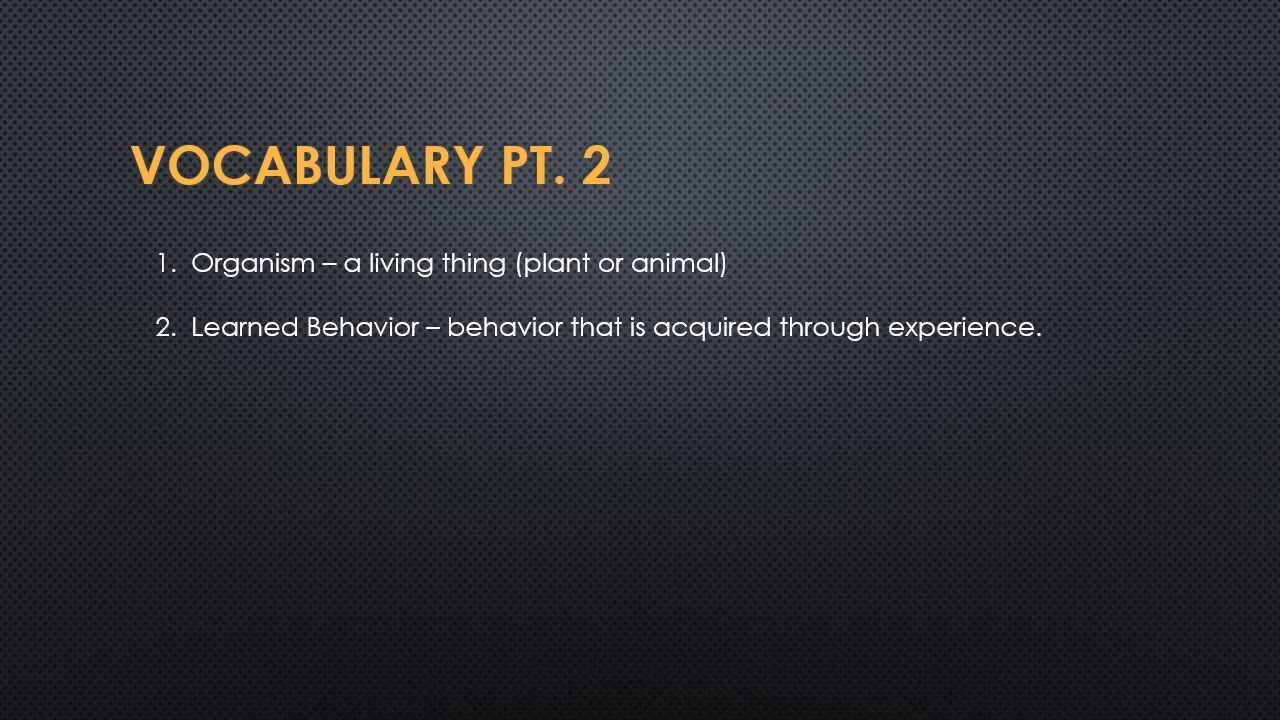 VOCABULARY PT. 2
1. Organism – a living thing (plant or animal)
2. Learned Behavior – behavior that is acquired through experience.